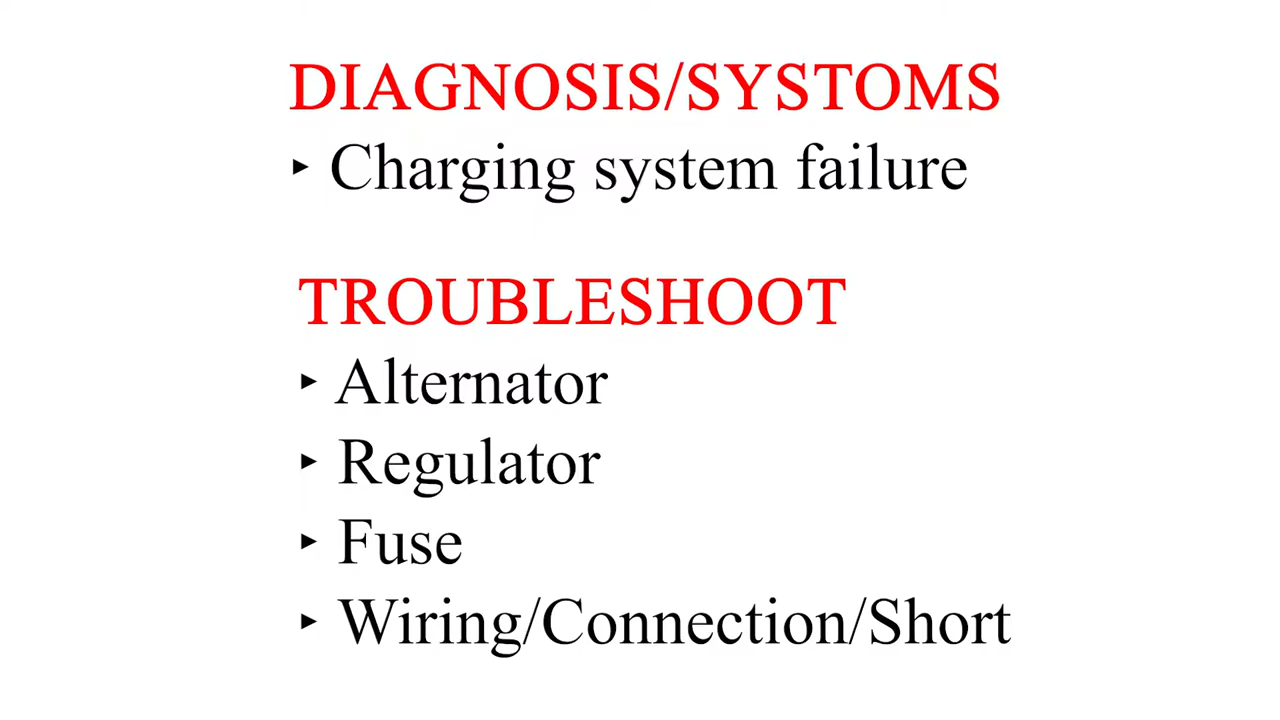 DIAGNOSIS/SYSTOMS
‣ Charging system failure
TROUBLESHOOT
‣ Alternator
‣ Regulator
‣ Fuse
‣ Wiring/Connection/Short